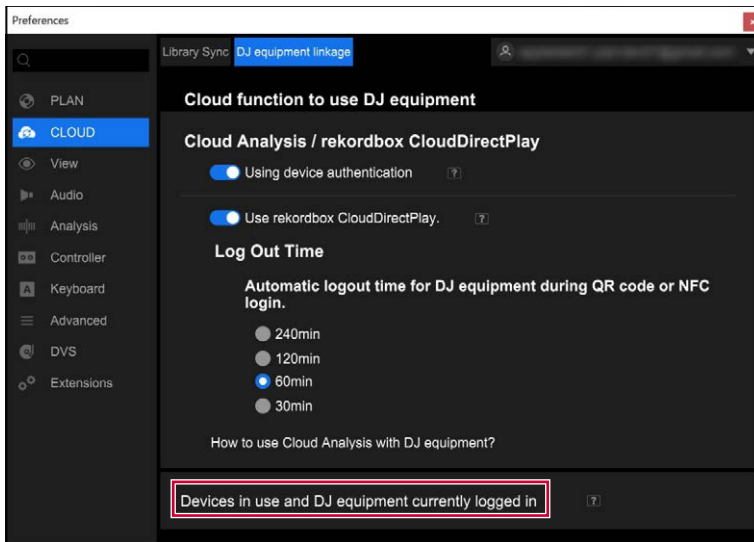 Preferences
Library Sync DJ equipment linkage
PLAN
CLOUD
View
Audio
Analysis
Controller
Keyboard
Advanced
DVS
Extensions
Cloud function to use DJ equipment
Cloud Analysis / rekordbox CloudDirectPlay
Using device authentication ?
Use rekordbox CloudDirectPlay. ?
Log Out Time
Automatic logout time for DJ equipment during QR code or NFC
login.
240min
120min
60min
30min
How to use Cloud Analysis with DJ equipment?
Devices in use and DJ equipment currently logged in ?